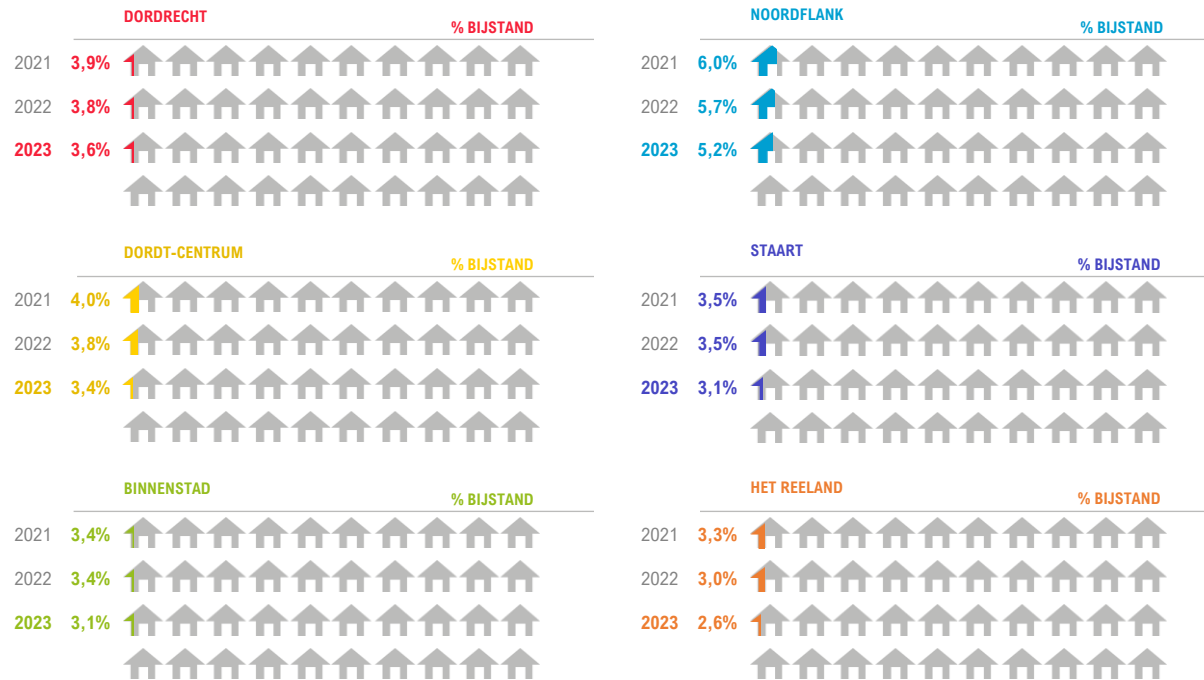 DORDRECHT
% BIJSTAND
2021 3,9%
2022 3,8%
2023 3,6%
NOORDFLANK
% BIJSTAND
2021 6,0%
2022 5,7%
2023 5,2%
DORDT-CENTRUM
% BIJSTAND
2021 4,0%
2022 3,8%
2023 3,4%
STAART
% BIJSTAND
2021 3,5%
2022 3,5%
2023 3,1%
BINNENSTAD
% BIJSTAND
2021 3,4%
2022 3,4%
2023 3,1%
HET REELAND
% BIJSTAND
2021 3,3%
2022 3,0%
2023 2,6%